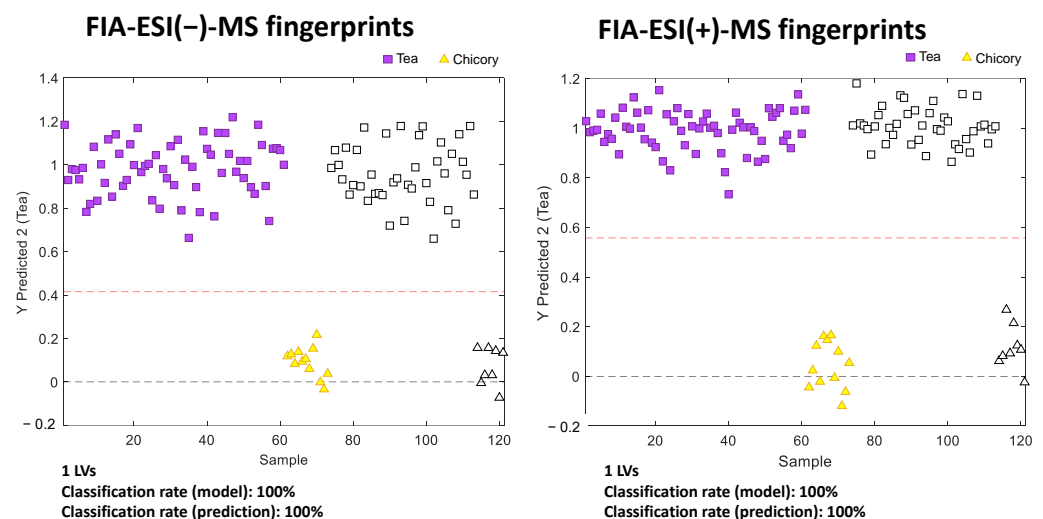 FIA-ESI(−)-MS fingerprints
Tea Chicory
1.4
1.2
1
0.8
0.6
0.4
0.2
0
− 0.2
Y Predicted 2 (Tea)
20 40 60 80 100 120
Sample
1 LVs
Classification rate (model): 100%
Classification rate (prediction): 100%
FIA-ESI(+)-MS fingerprints
Tea Chicory
1.2
1
0.8
0.6
0.4
0.2
0
− 0.2
Y Predicted 2 (Tea)
20 40 60 80 100 120
Sample
1 LVs
Classification rate (model): 100%
Classification rate (prediction): 100%